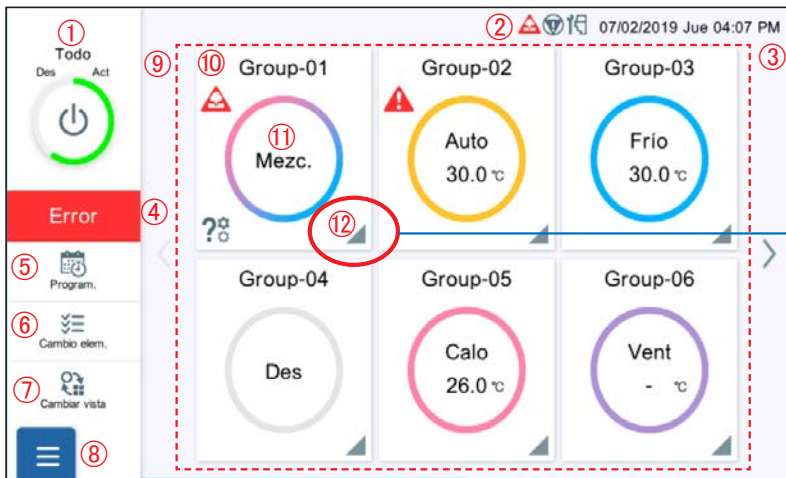 ①
Todo
Des Act
② 07/02/2019 Jue 04:07 PM
③
④ Error
⑤ Program.
⑥ Cambio elem.
⑦ Cambiar vista
⑧
⑨
⑩ Group-01
⑪
Mezc.
?
⑫
Group-02
Auto
30.0 ℃
Group-03
Frío
30.0 ℃
Group-04
Des
Group-05
Calo
26.0 ℃
Group-06
Vent
- ℃